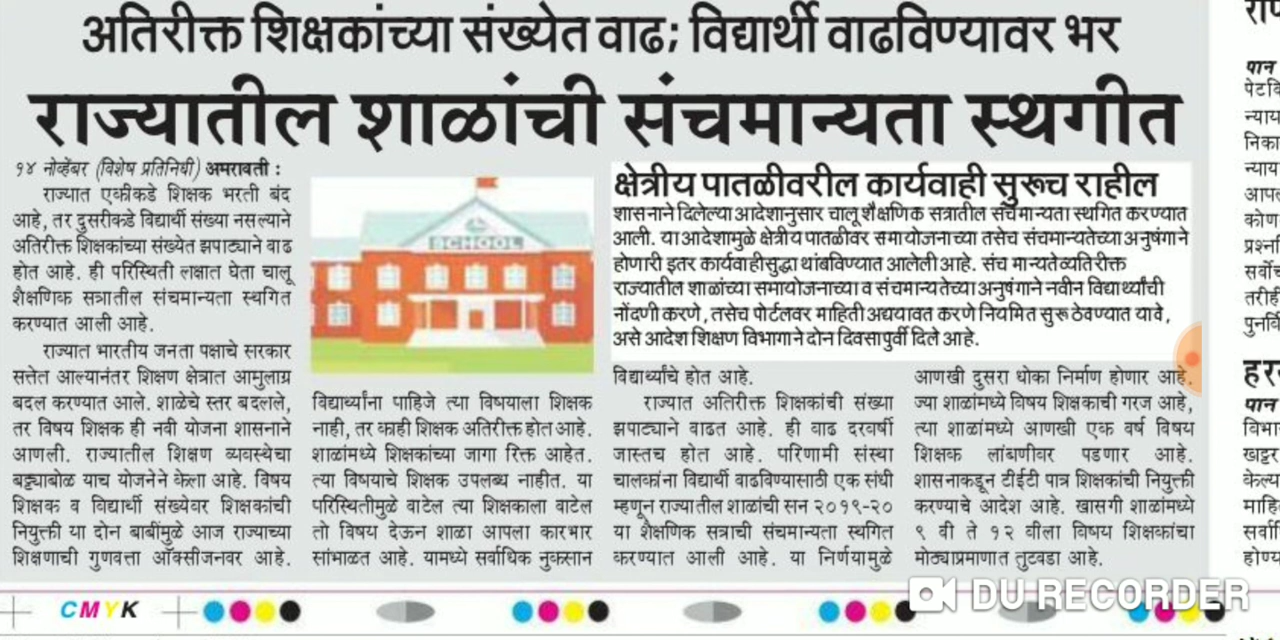 अतिरीक्त शिक्षकांच्या संख्येत वाढ; विद्यार्थी वाढविण्यावर भर
राज्यातील शाळांची संचमान्यता स्थगीत
१४ नोव्हेंबर (विशेष प्रतिनिधी) अमरावती :
राज्यात एकीकडे शिक्षक भरती बंद
आहे, तर दुसरीकडे विद्यार्थी संख्या नसल्याने
अतिरीक्त शिक्षकांच्या संख्येत झपाट्याने वाढ
होत आहे. ही परिस्थिती लक्षात घेता चालू
शैक्षणिक सत्रातील संचमान्यता स्थगित
करण्यात आली आहे.
राज्यात भारतीय जनता पक्षाचे सरकार
सत्तेत आल्यानंतर शिक्षण क्षेत्रात आमुलाग्र
बदल करण्यात आले. शाळेचे स्तर बदलले,
तर विषय शिक्षक ही नवी योजना शासनाने
आणली. राज्यातील शिक्षण व्यवस्थेचा
बट्ट्याबोळ याच योजनेने केला आहे. विषय
शिक्षक व विद्यार्थी संख्येवर शिक्षकांची
नियुक्ती या दोन बाबींमुळे आज राज्याच्या
शिक्षणाची गुणवत्ता ऑक्सीजनवर आहे.
SCHOOL
विद्यार्थ्यांना पाहिजे त्या विषयाला शिक्षक
नाही, तर काही शिक्षक अतिरीक्त होत आहे.
शाळांमध्ये शिक्षकांच्या जागा रिक्त आहेत.
त्या विषयाचे शिक्षक उपलब्ध नाहीत. या
परिस्थितीमुळे वाटेल त्या शिक्षकाला वाटेल
तो विषय देऊन शाळा आपला कारभार
सांभाळत आहे. यामध्ये सर्वाधिक नुकसान
क्षेत्रीय पातळीवरील कार्यवाही सुरूच राहील
शासनाने दिलेल्या आदेशानुसार चालू शैक्षणिक सत्रातील संचमान्यता स्थगित करण्यात
आली. या आदेशामुळे क्षेत्रीय पातळीवर समायोजनाच्या तसेच संचमान्यतेच्या अनुषंगाने
होणारी इतर कार्यवाहीसुद्धा थांबविण्यात आलेली आहे. संच मान्यतेव्यतिरीक्त
राज्यातील शाळांच्या समायोजनाच्या व संचमान्यतेच्या अनुषंगाने नवीन विद्यार्थ्यांची
नोंदणी करणे, तसेच पोर्टलवर माहिती अद्ययावत करणे नियमित सुरू ठेवण्यात यावे,
असे आदेश शिक्षण विभागाने दोन दिवसापुर्वी दिले आहे.
विद्यार्थ्यांचे होत आहे.
राज्यात अतिरीक्त शिक्षकांची संख्या
झपाट्याने वाढत आहे. ही वाढ दरवर्षी
जास्तच होत आहे. परिणामी संस्था
चालकांना विद्यार्थी वाढविण्यासाठी एक संधी
म्हणून राज्यातील शाळांची सन २०१९-२०
या शैक्षणिक सत्राची संचमान्यता स्थगित
करण्यात आली आहे. या निर्णयामुळे
आणखी दुसरा धोका निर्माण होणार आहे.
ज्या शाळांमध्ये विषय शिक्षकाची गरज आहे,
त्या शाळांमध्ये आणखी एक वर्ष विषय
शिक्षक लांबणीवर पडणार आहे.
शासनाकडून टीईटी पात्र शिक्षकांची नियुक्ती
करण्याचे आदेश आहे. खासगी शाळांमध्ये
९ वी ते १२ वीला विषय शिक्षकांचा
मोठ्याप्रमाणात तुटवडा आहे.
पान
न्याय
निका
न्याय
आपल
कोण
तरीही
पान
विभा
खट्टर
केल्या
माहि
CMYK
DU RECORDER